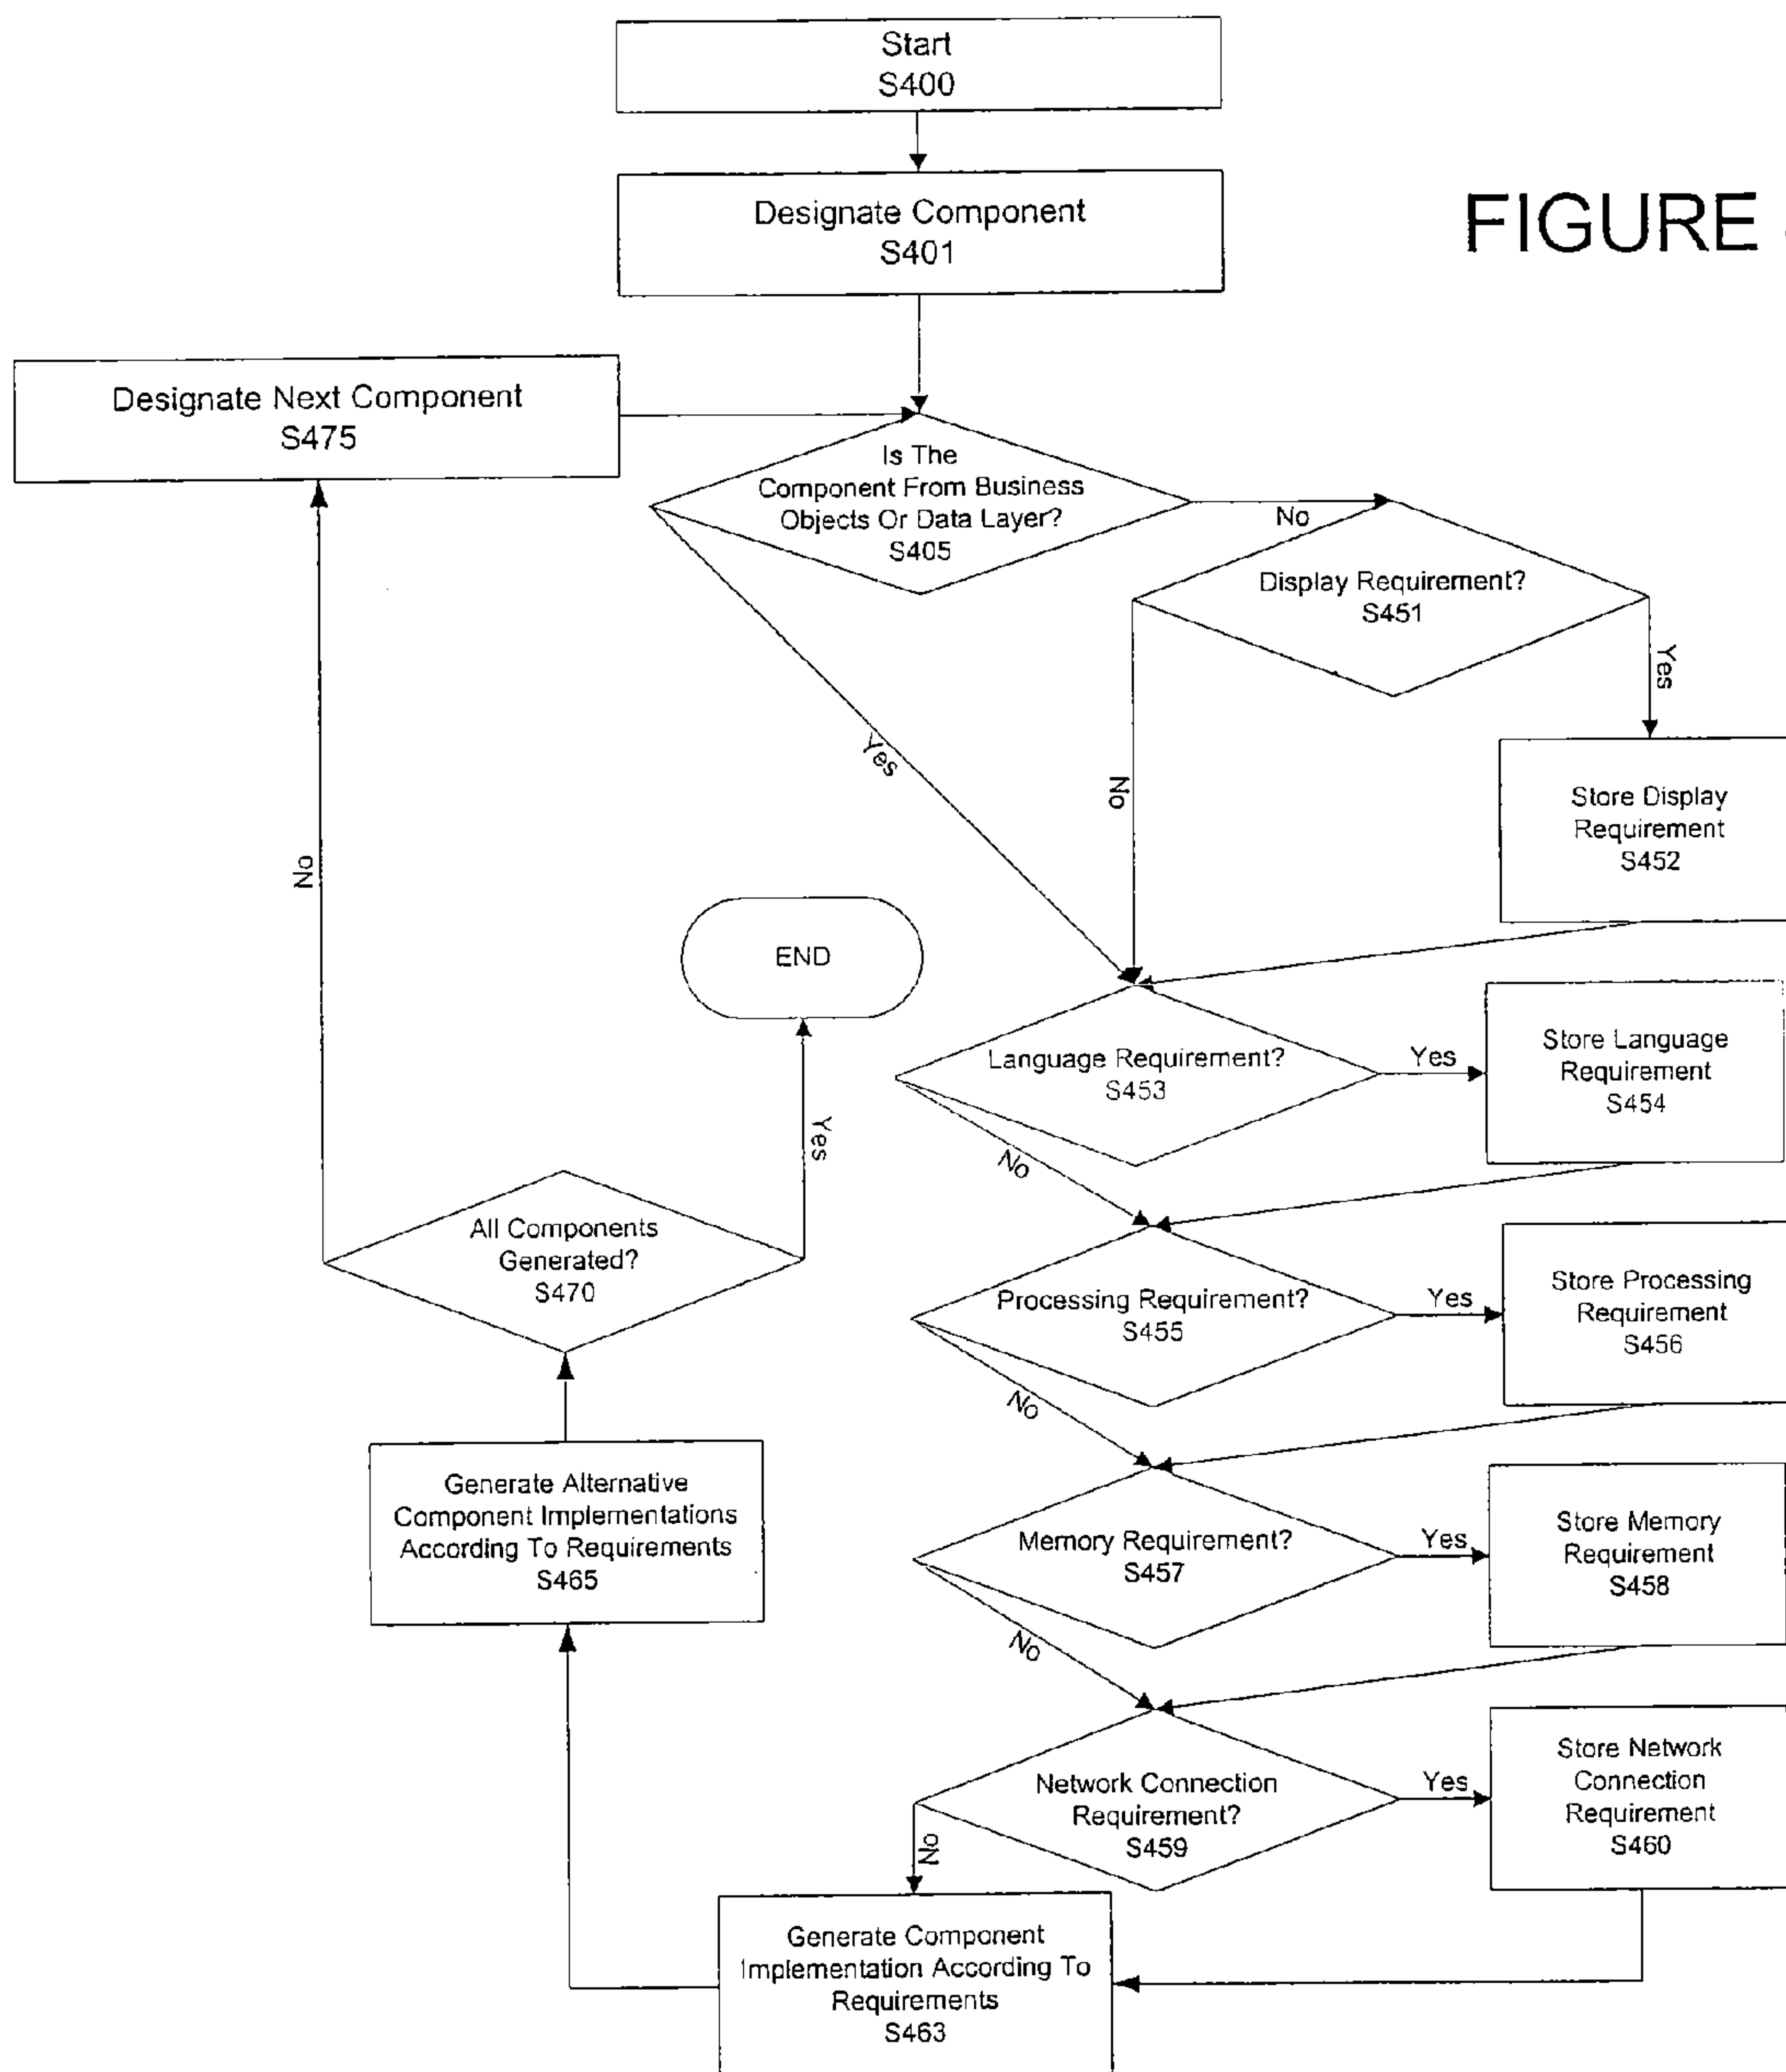 Start
S400
FIGURE
Designate Component
S401
Designate Next Component
S475
Is The
Component From Business
Objects Or Data Layer?
S405
No
Display Requirement?
S451
Yes
Yes
No
Store Display
Requirement
S452
No
END
Language Requirement?
S453
Yes
Store Language
Requirement
S454
No
Yes
All Components
Generated?
S470
Processing Requirement?
S455
Yes
Store Processing
Requirement
S456
No
Generate Alternative
Component Implementations
According To Requirements
S465
Memory Requirement?
S457
Yes
Store Memory
Requirement
S458
No
Network Connection
Requirement?
S459
Yes
Store Network
Connection
Requirement
S460
No
Generate Component
Implementation According To
Requirements
S463